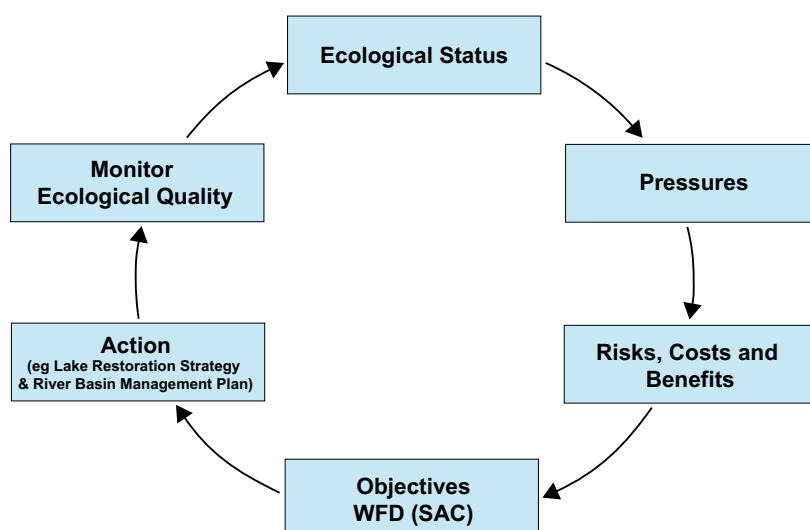 Ecological Status
Pressures
Risks, Costs and
Benefits
Objectives
WFD (SAC)
Action
(eg Lake Restoration Strategy
& River Basin Management Plan)
Monitor
Ecological Quality